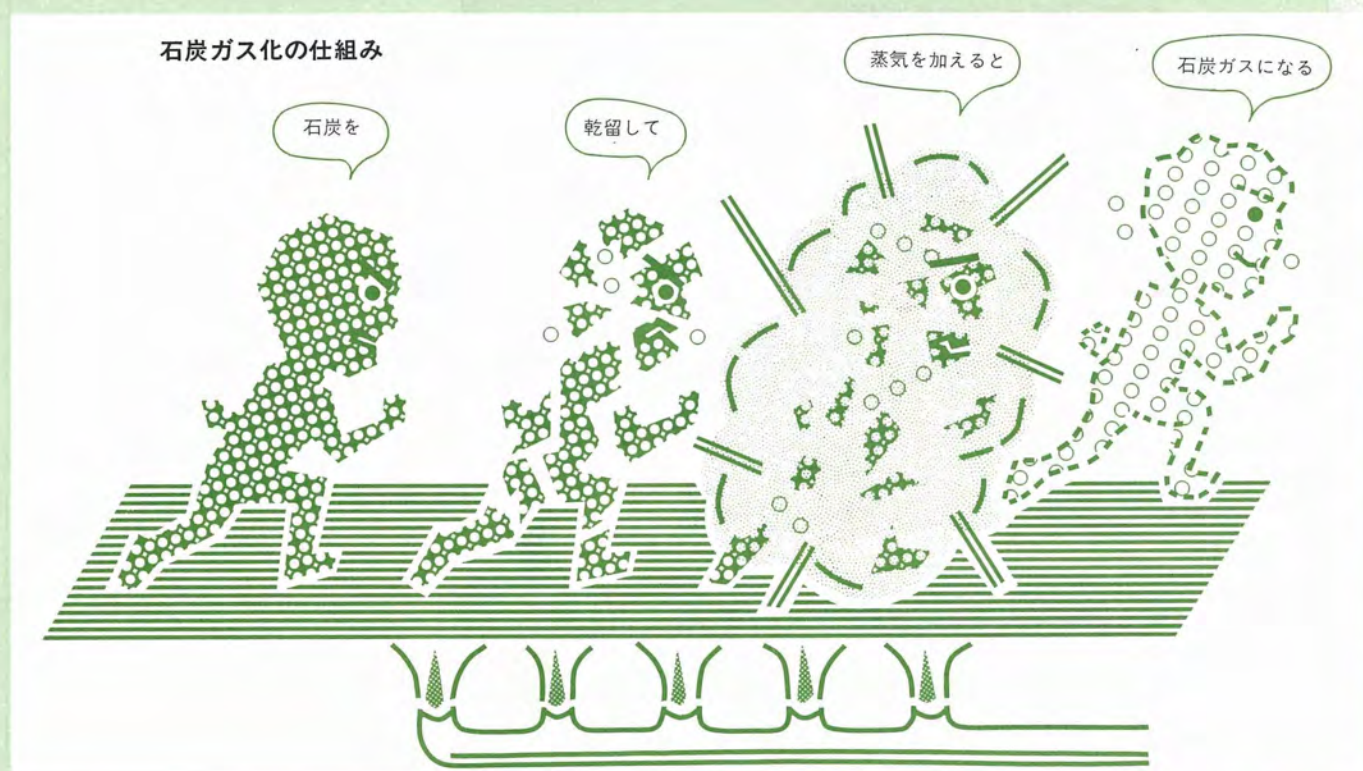 石炭ガス化の仕組み
石炭を
乾留して
蒸気を加えると
石炭ガスになる